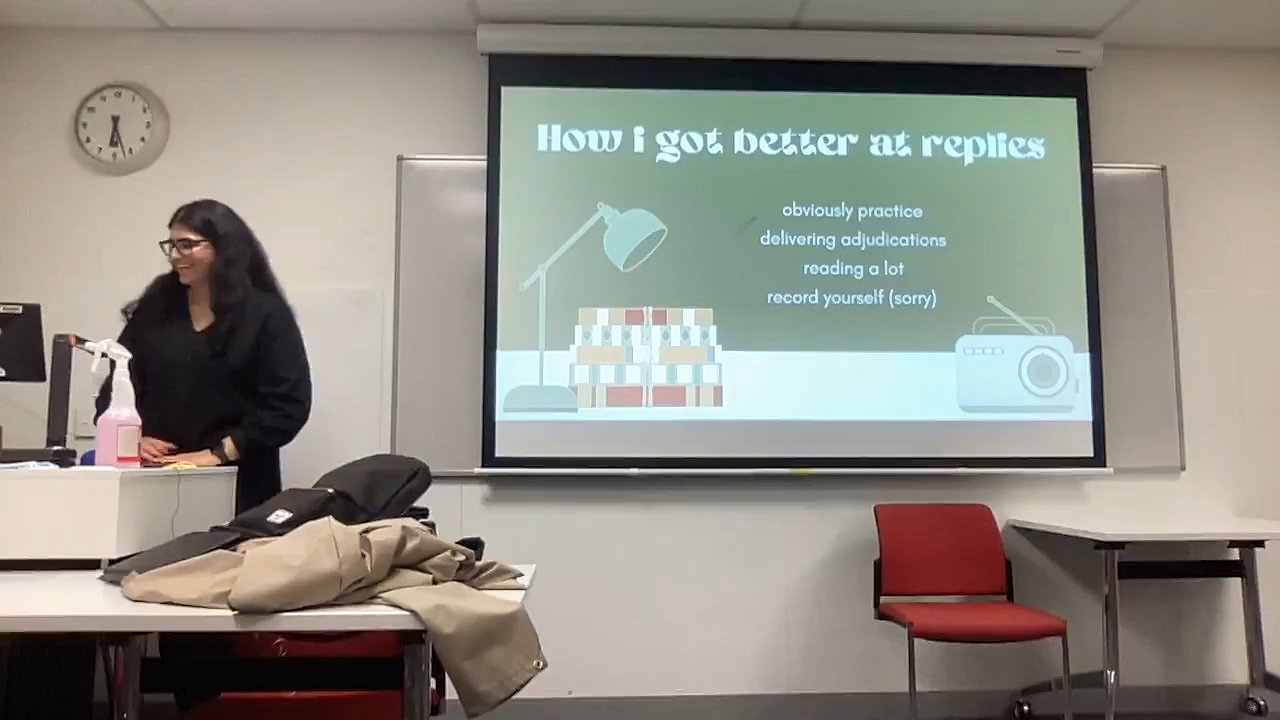 How i got better at replies
obviously practice
delivering adjudications
reading a lot
record yourself (sorry)